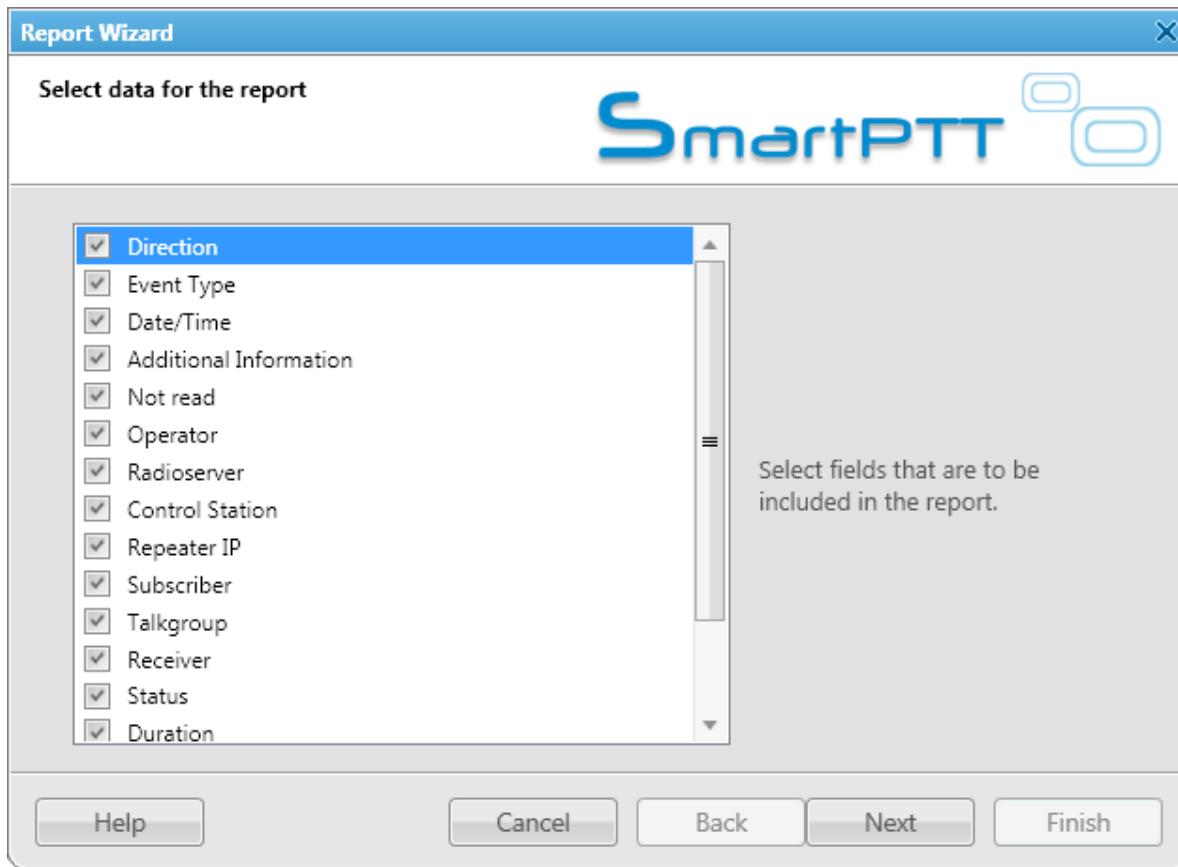 Report Wizard
Select data for the report
SmartPTT
Direction
Event Type
Date/Time
Additional Information
Not read
Operator
Radioserver
Control Station
Repeater IP
Subscriber
Talkgroup
Receiver
Status
Duration
Select fields that are to be
included in the report.
Help
Cancel
Back
Next
Finish